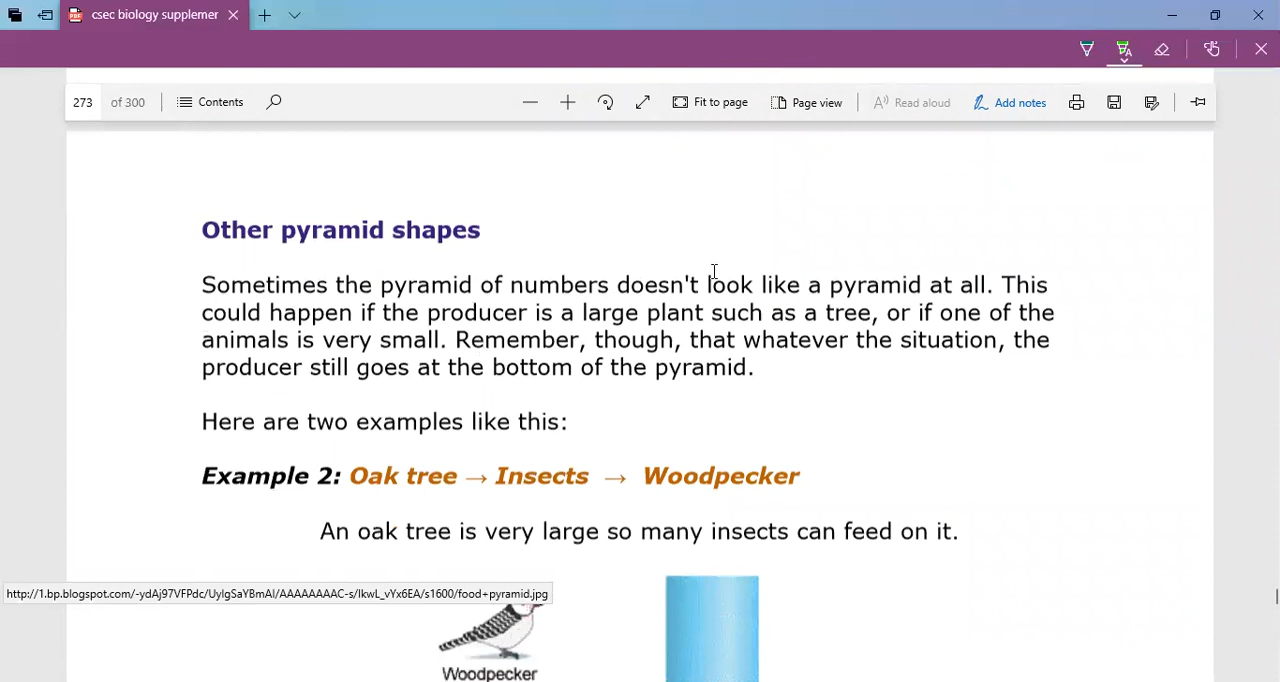 csec biology supplemer
273 of 300 Contents Fit to page Page view Read aloud Add notes
Other pyramid shapes
Sometimes the pyramid of numbers doesn't look like a pyramid at all. This
could happen if the producer is a large plant such as a tree, or if one of the
animals is very small. Remember, though, that whatever the situation, the
producer still goes at the bottom of the pyramid.
Here are two examples like this:
Example 2: Oak tree → Insects → Woodpecker
An oak tree is very large so many insects can feed on it.
http://1.bp.blogspot.com/-ydAj97VFPdc/UyIgSaYBmAI/AAAAAAAAC-s/IkwL_vYx6EA/s1600/food+pyramid.jpg
Woodpecker